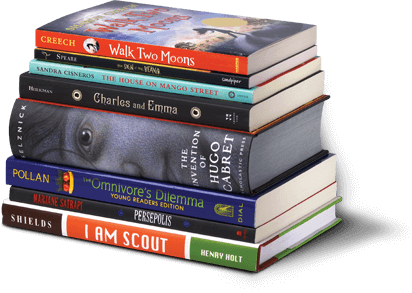 CREECH Walk Two Moons
SPEARE THE SIGN OF THE BEAVER Sandpiper
SANDRA CISNEROS THE HOUSE ON MANGO STREET
HEILIGMAN Charles and Emma
SELZNICK THE INVENTION OF HUGO CABRET SCHOLASTIC PRESS
POLLAN THE Omnivore's Dilemma YOUNG READERS EDITION DIAL
MARJANE SATRAPI PERSEPOLIS
SHIELDS I AM SCOUT HENRY HOLT